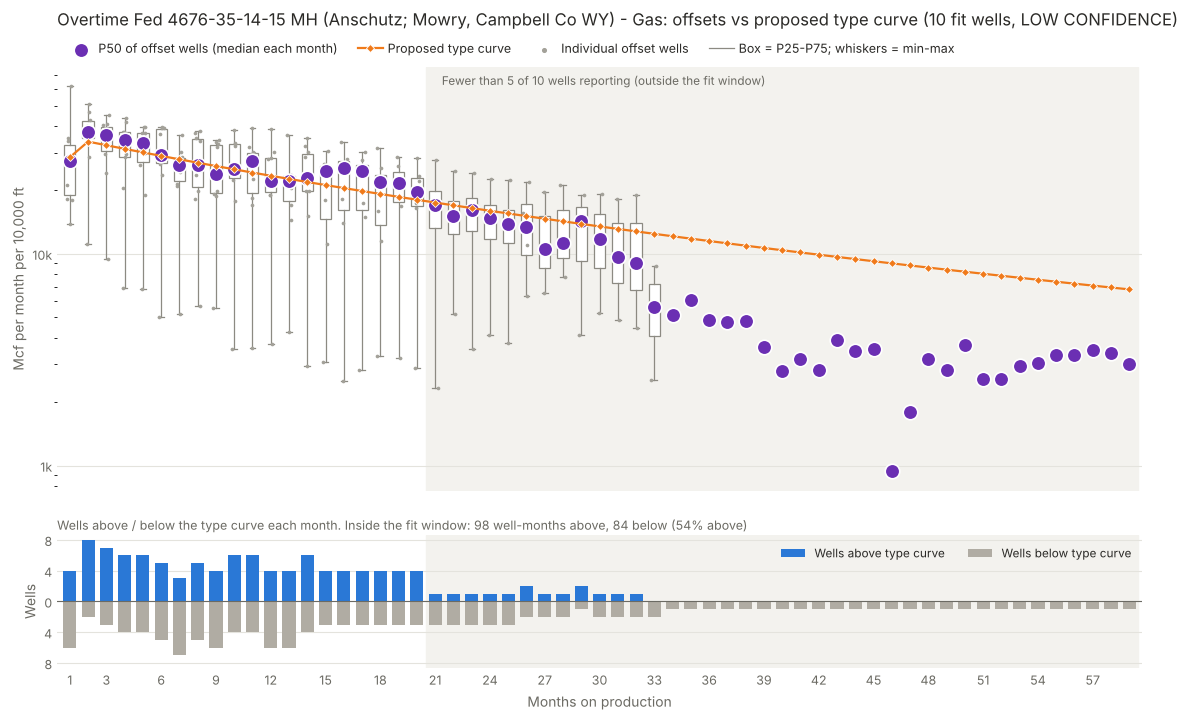 Overtime Fed 4676-35-14-15 MH (Anschutz; Mowry, Campbell Co WY) - Gas: offsets vs proposed type curve (10 fit wells, LOW CONFIDENCE)
P50 of offset wells (median each month)
Proposed type curve
Individual offset wells
Box = P25-P75; whiskers = min-max
Fewer than 5 of 10 wells reporting (outside the fit window)
Mcf per month per 10,000 ft
10k
1k
Wells above / below the type curve each month. Inside the fit window: 98 well-months above, 84 below (54% above)
Wells above type curve
Wells below type curve
Wells
8
4
0
4
8
1 3 6 9 12 15 18 21 24 27 30 33 36 39 42 45 48 51 54 57
Months on production